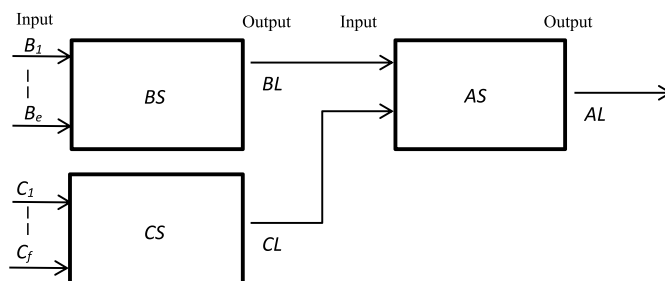 Input Output Input Output
B1
BS
BL
AS
AL
Be
C1
CS
CL
Cf